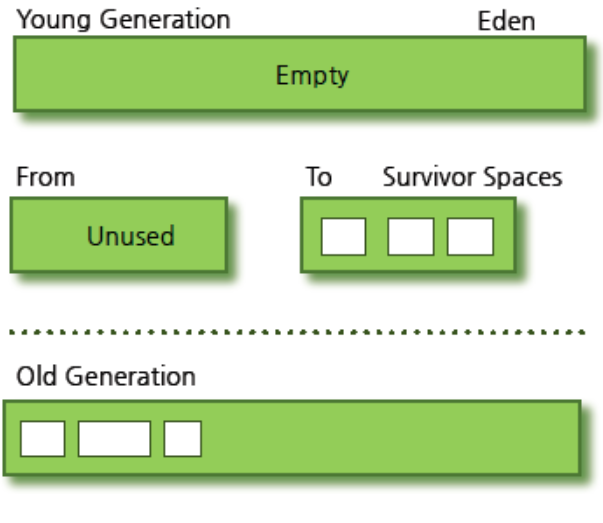 Young Generation Eden
Empty
From To Survivor Spaces
Unused
Old Generation